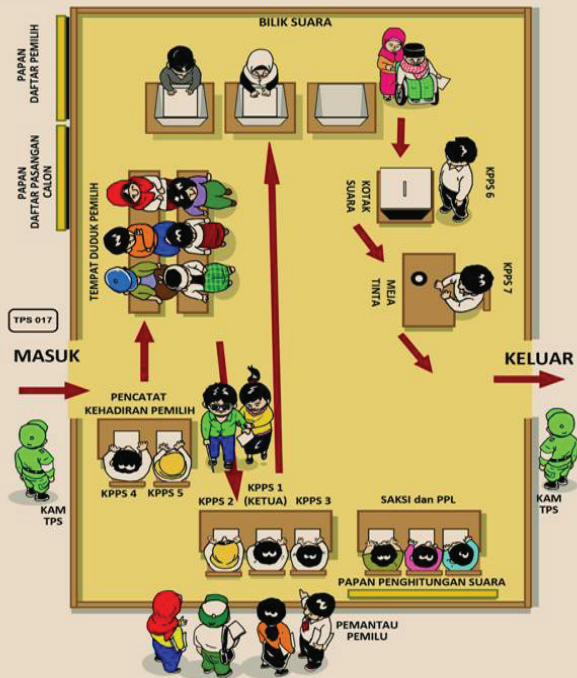 BILIK SUARA
PAPAN
DAFTAR PEMILIH
PAPAN
DAFTAR PASANGAN
CALON
TEMPAT DUDUK PEMILIH
KOTAK
SUARA
KPPS 6
MEJA
TINTA
KPPS 7
TPS 017
MASUK
KELUAR
PENCATAT
KEHADIRAN PEMILIH
KAM
TPS
KPPS 4
KPPS 5
KPPS 2
KPPS 1
(KETUA)
KPPS 3
SAKSI dan PPL
KAM
TPS
PAPAN PENGHITUNGAN SUARA
PEMANTAU
PEMILU